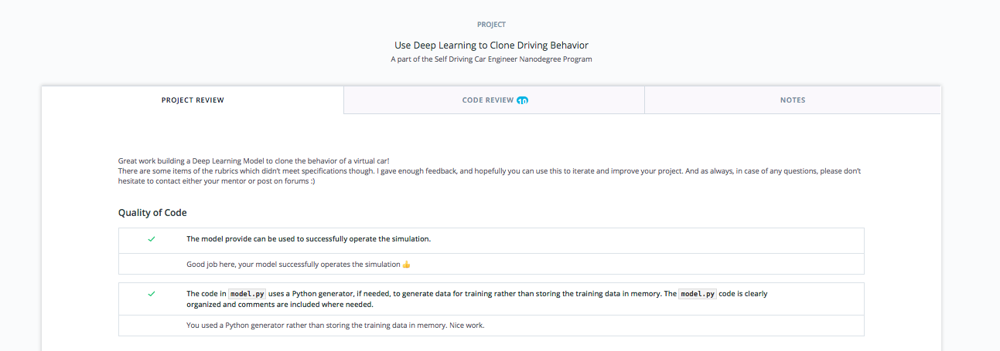 PROJECT
Use Deep Learning to Clone Driving Behavior
A part of the Self Driving Car Engineer Nanodegree Program
PROJECT REVIEW
CODE REVIEW 10
NOTES
Great work building a Deep Learning Model to clone the behavior of a virtual car!
There are some items of the rubrics which didn't meet specifications though. I gave enough feedback, and hopefully you can use this to iterate and improve your project. And as always, in case of any questions, please don't
hesitate to contact either your mentor or post on forums :)
Quality of Code
The model provide can be used to successfully operate the simulation.
Good job here, your model successfully operates the simulation 👍
The code in model.py uses a Python generator, if needed, to generate data for training rather than storing the training data in memory. The model.py code is clearly
organized and comments are included where needed.
You used a Python generator rather than storing the training data in memory. Nice work.